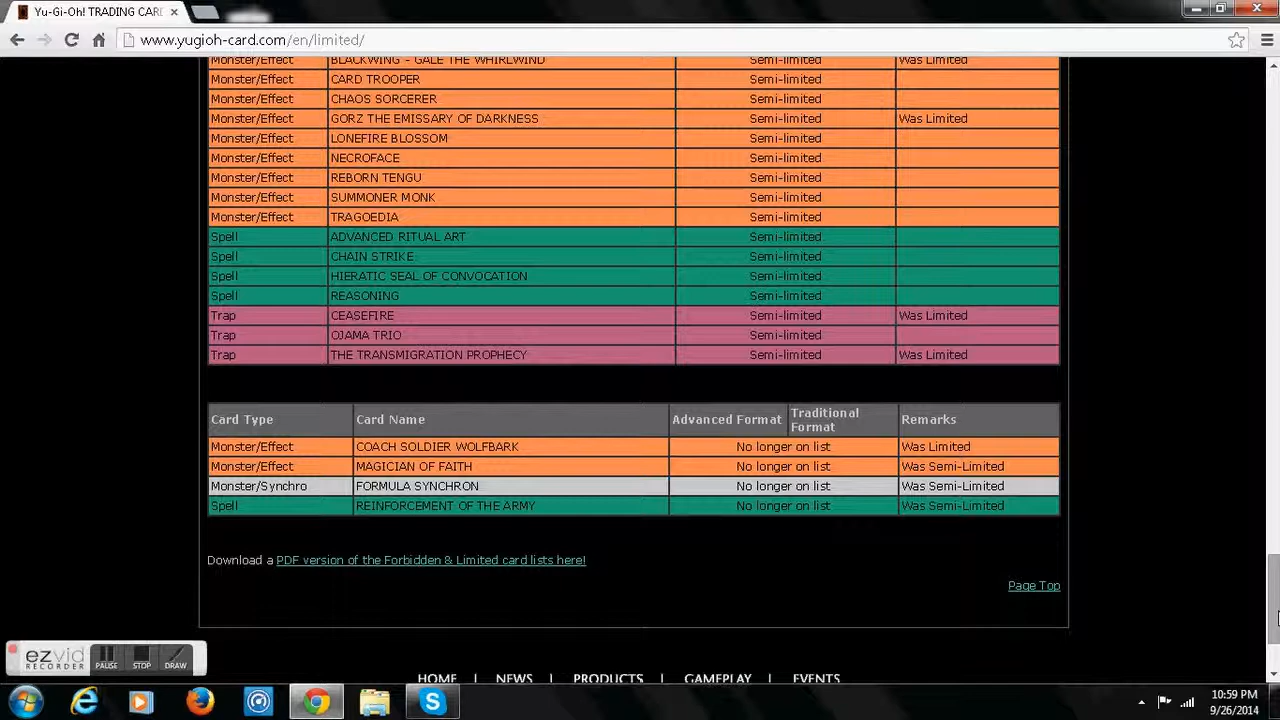 Yu-Gi-Oh! TRADING CAR
www.yugioh-card.com/en/limited/
Monster/Effect BLACKWING - GALE THE WHIRLWIND Semi-limited Was Limited
Monster/Effect CARD TROOPER Semi-limited
Monster/Effect CHAOS SORCERER Semi-limited
Monster/Effect GORZ THE EMISSARY OF DARKNESS Semi-limited Was Limited
Monster/Effect LONEFIRE BLOSSOM Semi-limited
Monster/Effect NECROFACE Semi-limited
Monster/Effect REBORN TENGU Semi-limited
Monster/Effect SUMMONER MONK Semi-limited
Monster/Effect TRAGOEDIA Semi-limited
Spell ADVANCED RITUAL ART Semi-limited
Spell CHAIN STRIKE Semi-limited
Spell HIERATIC SEAL OF CONVOCATION Semi-limited
Spell REASONING Semi-limited
Trap CEASEFIRE Semi-limited Was Limited
Trap OJAMA TRIO Semi-limited
Trap THE TRANSMIGRATION PROPHECY Semi-limited Was Limited
Card Type Card Name Advanced Format Traditional Format Remarks
Monster/Effect COACH SOLDIER WOLFBARK No longer on list Was Limited
Monster/Effect MAGICIAN OF FAITH No longer on list Was Semi-Limited
Monster/Synchro FORMULA SYNCHRON No longer on list Was Semi-Limited
Spell REINFORCEMENT OF THE ARMY No longer on list Was Semi-Limited
Download a PDF version of the Forbidden & Limited card lists here!
Page Top
HOME | NEWS | PRODUCTS | GAMEPLAY | EVENTS
ezvid RECORDER PAUSE STOP DRAW
10:59 PM
9/26/2014